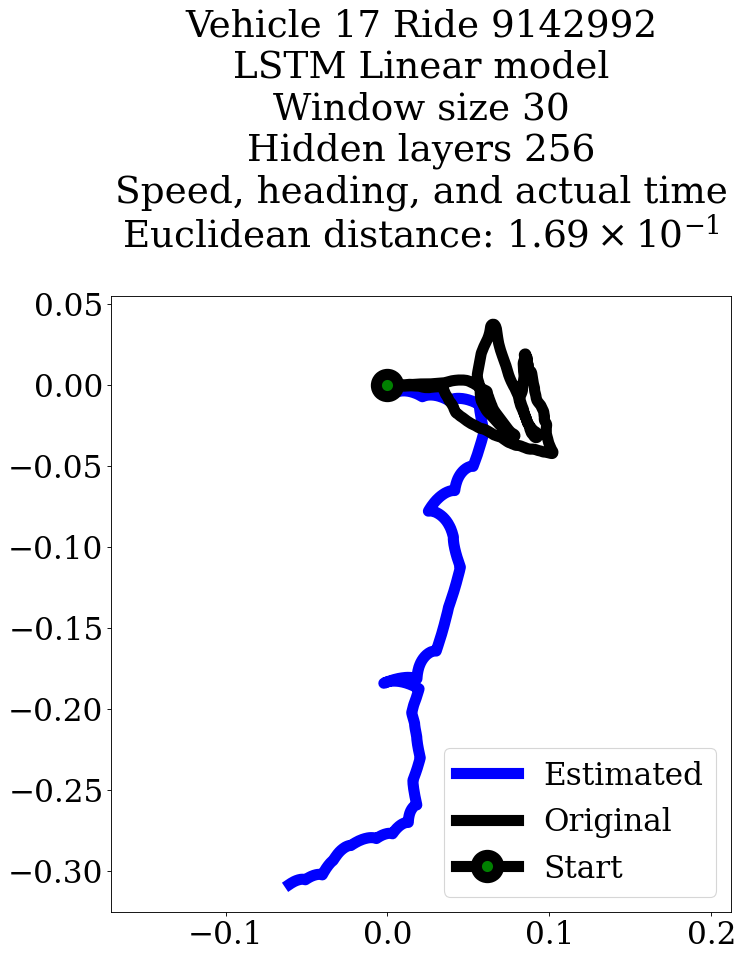 Vehicle 17 Ride 9142992
LSTM Linear model
Window size 30
Hidden layers 256
Speed, heading, and actual time
Euclidean distance: 1.69 × 10⁻¹
0.05
0.00
−0.05
−0.10
−0.15
−0.20
−0.25
−0.30
Estimated
Original
Start
−0.1 0.0 0.1 0.2